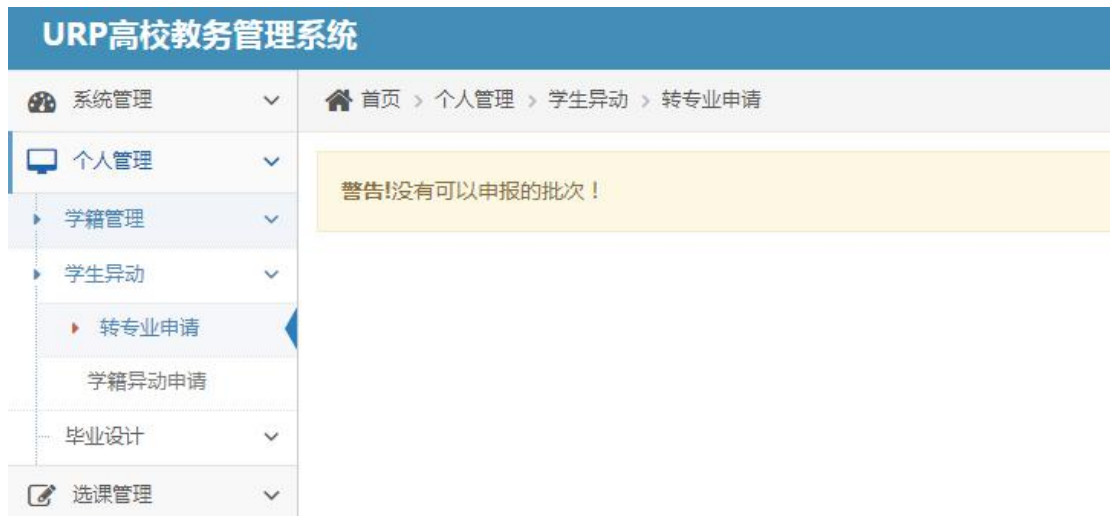 URP高校教务管理系统
系统管理
首页 > 个人管理 > 学生异动 > 转专业申请
个人管理
警告!没有可以申报的批次！
学籍管理
学生异动
转专业申请
学籍异动申请
毕业设计
选课管理